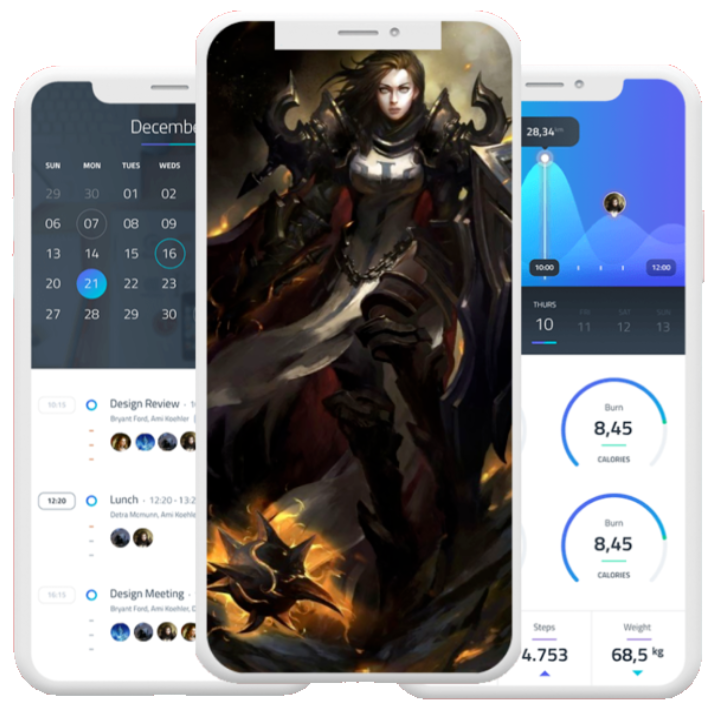 Decembe
SUN MON TUES WEDS
29 30 01 02
06 07 08 09
13 14 15 16
20 21 22 23
27 28 29 30
10:15 Design Review · 1
Bryant Ford, Ami Koehler
12:20 Lunch · 12:20 - 13:2
Detra Mcmunn, Ami Koehle
16:15 Design Meeting ·
Bryant Ford, Ami Koehler, D
28,34 km
10:00 12:00
THURS FRI SAT SUN
10 11 12 13
Burn
8,45
CALORIES
Burn
8,45
CALORIES
Steps Weight
4.753 68,5 kg